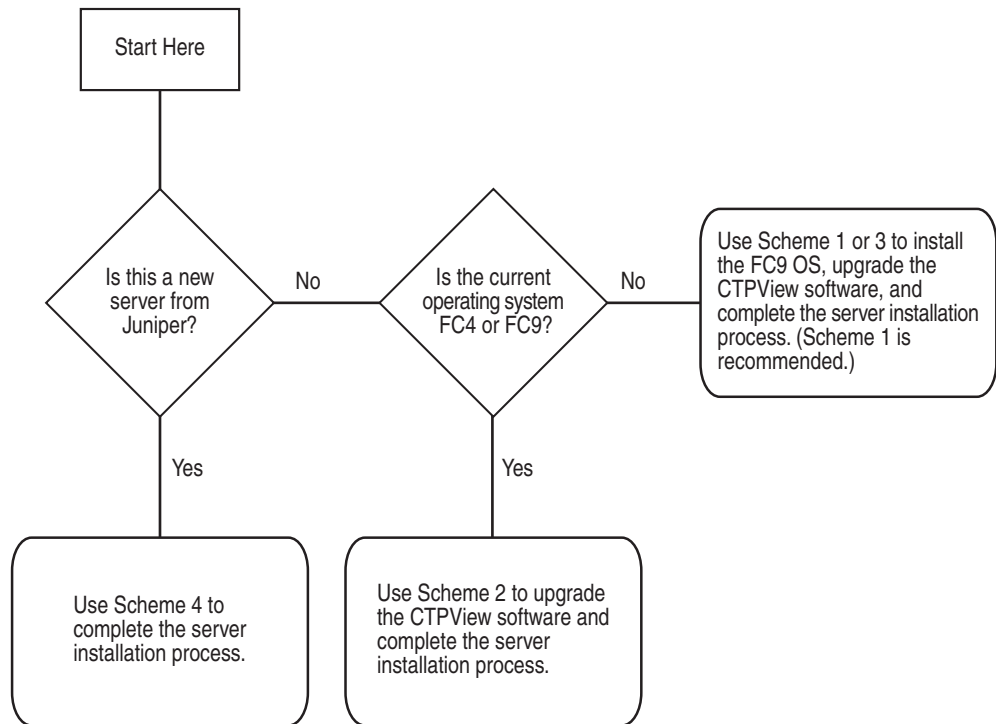 Start Here
Is this a new
server from
Juniper?
No
Is the current
operating system
FC4 or FC9?
No
Use Scheme 1 or 3 to install
the FC9 OS, upgrade the
CTPView software, and
complete the server installation
process. (Scheme 1 is
recommended.)
Yes
Yes
Use Scheme 4 to
complete the server
installation process.
Use Scheme 2 to upgrade
the CTPView software and
complete the server
installation process.